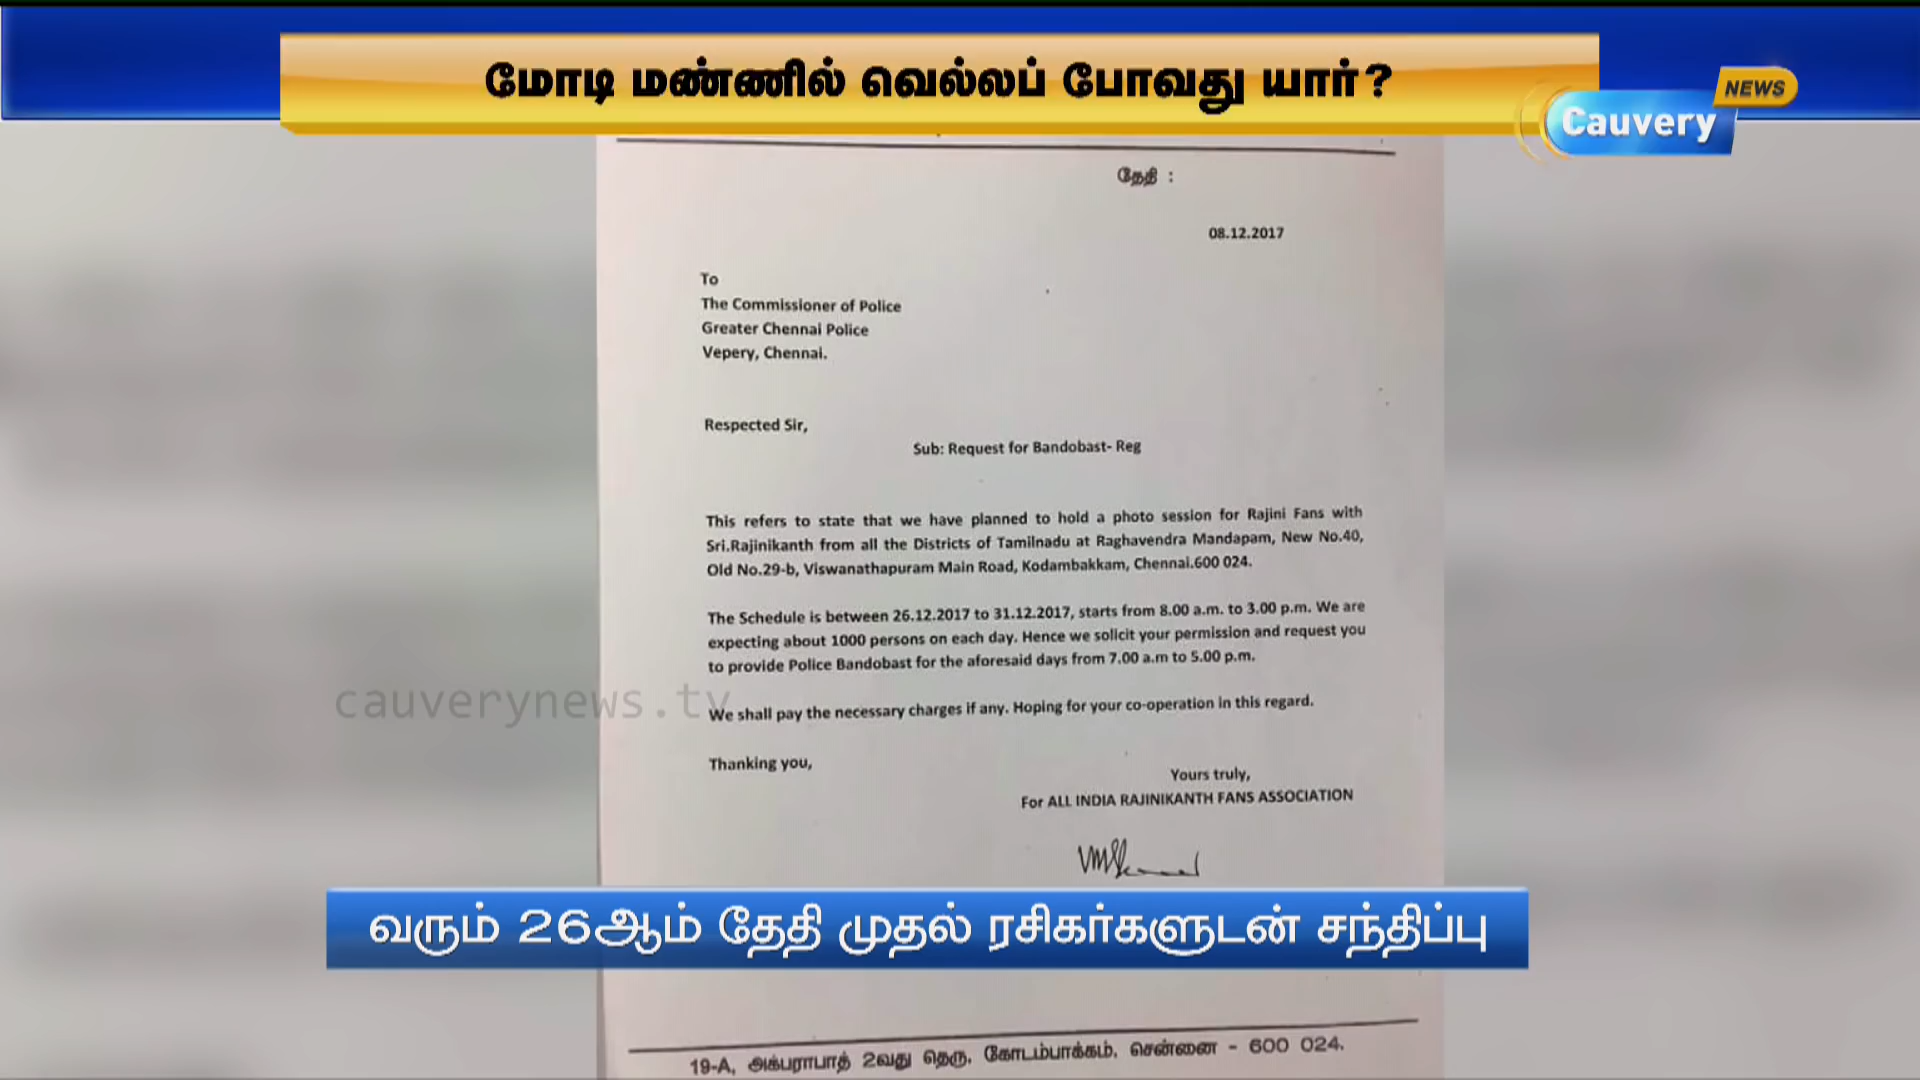 மோடி மண்ணில் வெல்லப் போவது யார்?
NEWS
Cauvery
தேதி :
08.12.2017
To
The Commissioner of Police
Greater Chennai Police
Vepery, Chennai.
Respected Sir,
Sub: Request for Bandobast- Reg
This refers to state that we have planned to hold a photo session for Rajini Fans with
Sri.Rajinikanth from all the Districts of Tamilnadu at Raghavendra Mandapam, New No.40,
Old No.29-b, Viswanathapuram Main Road, Kodambakkam, Chennai.600 024.
The Schedule is between 26.12.2017 to 31.12.2017, starts from 8.00 a.m. to 3.00 p.m. We are
expecting about 1000 persons on each day. Hence we solicit your permission and request you
to provide Police Bandobast for the aforesaid days from 7.00 a.m to 5.00 p.m.
cauverynews.tv
We shall pay the necessary charges if any. Hoping for your co-operation in this regard.
Thanking you,
Yours truly,
For ALL INDIA RAJINIKANTH FANS ASSOCIATION
வரும் 26ஆம் தேதி முதல் ரசிகர்களுடன் சந்திப்பு
19-A, அக்பராபாத் 2வது தெரு, கோடம்பாக்கம், சென்னை - 600 024.